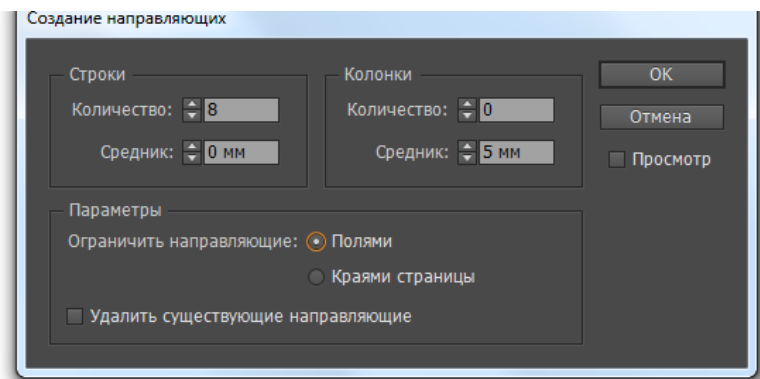 Создание направляющих
Строки
Колонки
OK
Количество: 8
Количество: 0
Отмена
Средник: 0 мм
Средник: 5 мм
Просмотр
Параметры
Ограничить направляющие: Полями
Краями страницы
Удалить существующие направляющие